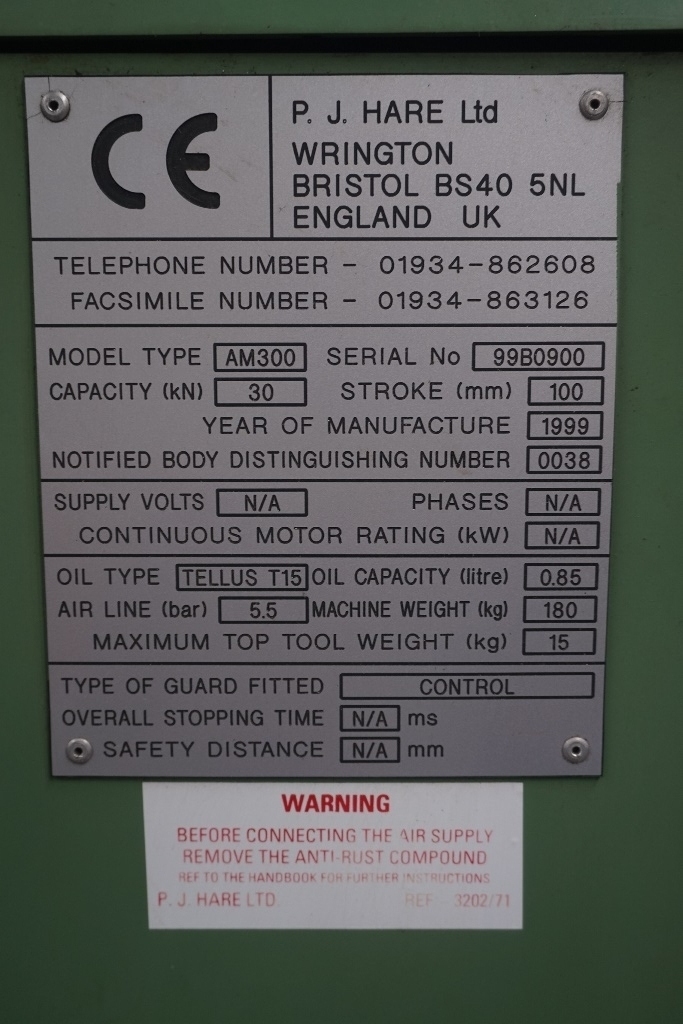 CE
P. J. HARE Ltd
WRINGTON
BRISTOL BS40 5NL
ENGLAND UK
TELEPHONE NUMBER - 01934-862608
FACSIMILE NUMBER - 01934-863126
MODEL TYPE AM300 SERIAL No 99B0900
CAPACITY (kN) 30 STROKE (mm) 100
YEAR OF MANUFACTURE 1999
NOTIFIED BODY DISTINGUISHING NUMBER 0038
SUPPLY VOLTS N/A PHASES N/A
CONTINUOUS MOTOR RATING (kW) N/A
OIL TYPE TELLUS T15 OIL CAPACITY (litre) 0.85
AIR LINE (bar) 5.5 MACHINE WEIGHT (kg) 180
MAXIMUM TOP TOOL WEIGHT (kg) 15
TYPE OF GUARD FITTED CONTROL
OVERALL STOPPING TIME N/A ms
SAFETY DISTANCE N/A mm
WARNING
BEFORE CONNECTING THE AIR SUPPLY
REMOVE THE ANTI-RUST COMPOUND
REF TO THE HANDBOOK FOR FURTHER INSTRUCTIONS
P. J. HARE LTD. REF - 3202/71